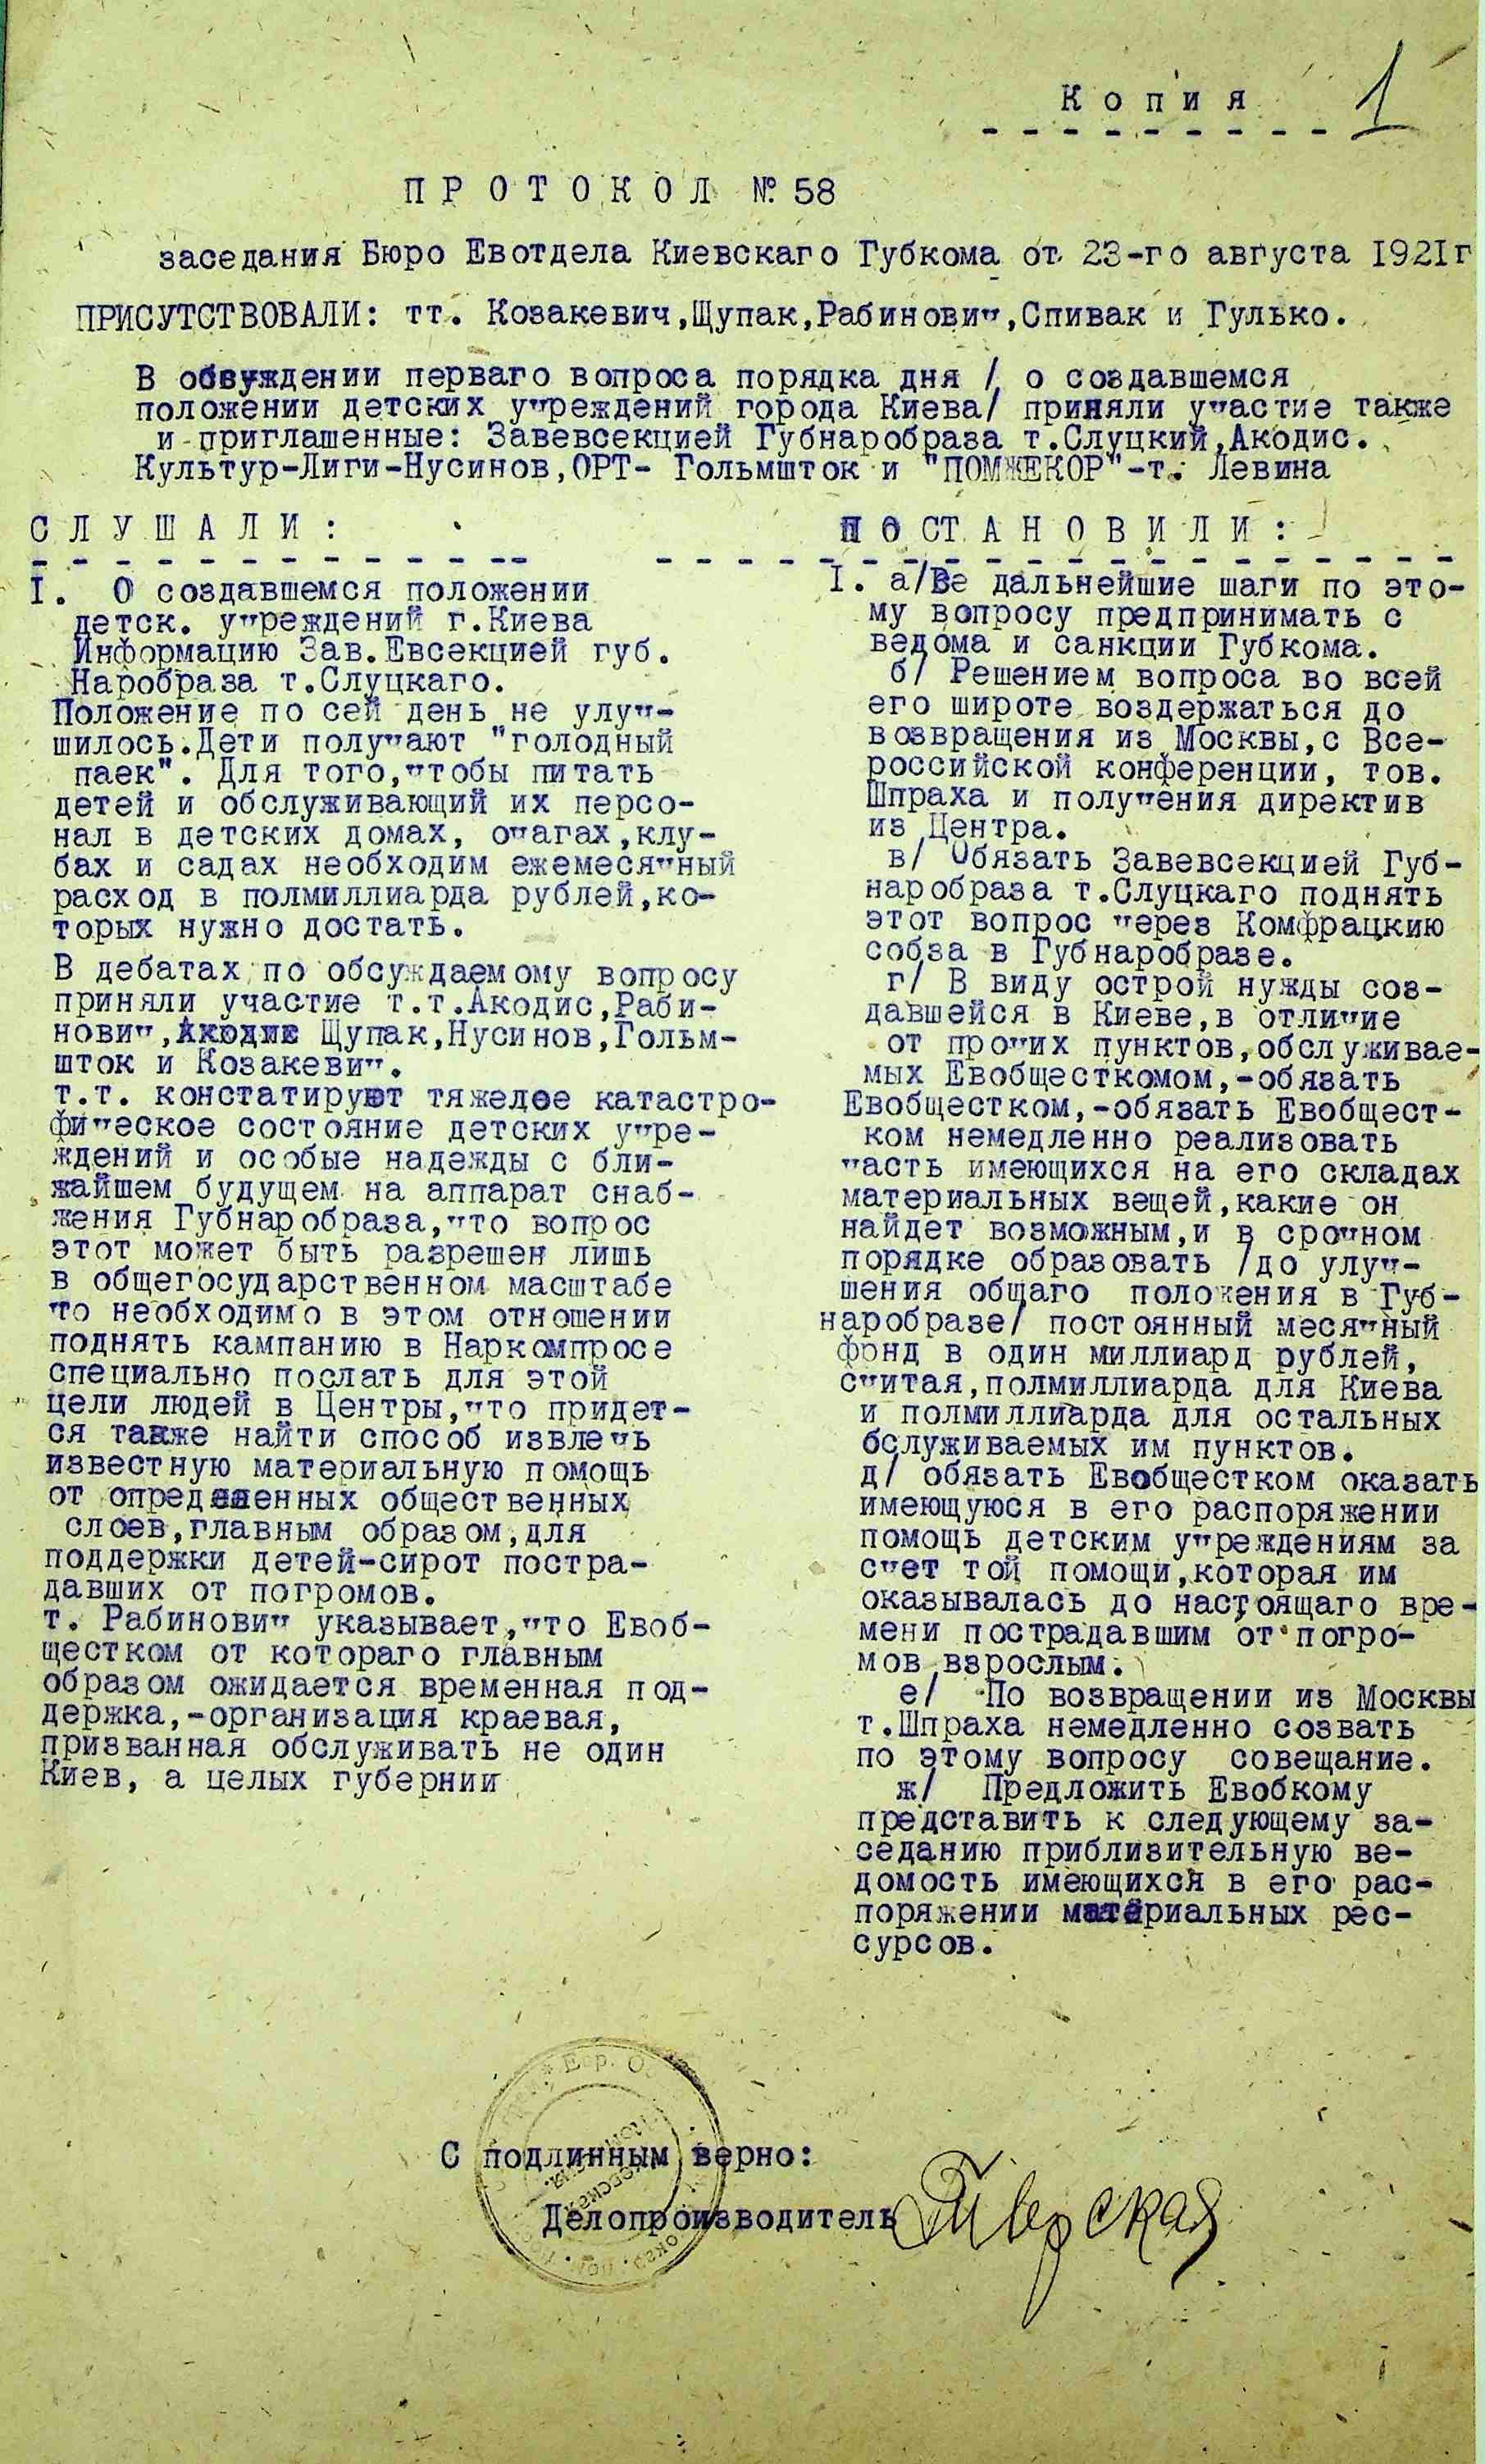 Копия 1
ПРОТОКОЛ № 58
заседания Бюро Евотдела Киевскаго Губкома от 23-го августа 1921г
ПРИСУТСТВОВАЛИ: тт. Козакевич,Щупак,Рабинович,Спивак и Гулько.
В обвуждении перваго вопроса порядка дня / о создавшемся
положении детских учреждений города Киева/ приняли участие также
и приглашенные: Завевсекцией Губнаробраза т.Слуцкий,Акодис.
Культур-Лиги-Нусинов,ОРТ- Гольмшток и "ПОМЖЕКОР"-т. Левина
СЛУШАЛИ:
I. О создавшемся положении
детск. учреждений г.Киева
Информацию Зав.Евсекцией губ.
Наробраза т.Слуцкаго.
Положение по сей день не улуч-
шилось.Дети получают "голодный
паек". Для того,чтобы питать
детей и обслуживающий их персо-
нал в детских домах, очагах,клу-
бах и садах необходим ежемесячный
расход в полмиллиарда рублей,ко-
торых нужно достать.
В дебатах по обсуждаемому вопросу
приняли участие т.т.Акодис,Раби-
нович,Акодис Щупак,Нусинов,Гольм-
шток и Козакевич.
т.т. констатируют тяжелое катастро-
фическое состояние детских учре-
ждений и особые надежды с бли-
жайшем будущем на аппарат снаб-
жения Губнаробраза,что вопрос
этот может быть разрешен лишь
в общегосударственном масштабе
что необходимо в этом отношении
поднять кампанию в Наркомпросе
специально послать для этой
цели людей в Центры,что придет-
ся также найти способ извлечь
известную материальную помощь
от определенных общественных
слоев,главным образом,для
поддержки детей-сирот постра-
давших от погромов.
т. Рабинович указывает,что Евоб-
щестком от котораго главным
образом ожидается временная под-
держка,-организация краевая,
призванная обслуживать не один
Киев, а целых губернии
ПОСТАНОВИЛИ:
I. а/Ве дальнейшие шаги по это-
му вопросу предпринимать с
ведома и санкции Губкома.
б/ Решением вопроса во всей
его широте воздержаться до
возвращения из Москвы,с Все-
российской конференции, тов.
Шпраха и получения директив
из Центра.
в/ Обязать Завевсекцией Губ-
наробраза т.Слуцкаго поднять
этот вопрос через Комфрацкию
собза в Губнаробразе.
г/ В виду острой нужды соз-
давшейся в Киеве,в отличие
от прочих пунктов,обслуживае-
мых Евобщесткомом,-обязать
Евобщестком,-обязать Евобщест-
ком немедленно реализовать
часть имеющихся на его складах
материальных вещей,какие он
найдет возможным,и в срочном
порядке образовать /до улуч-
шения общаго положения в Губ-
наробразе/ постоянный месячный
фонд в один миллиард рублей,
считая,полмиллиарда для Киева
и полмиллиарда для остальных
бслуживаемых им пунктов.
д/ обязать Евобщестком оказать
имеющуюся в его распоряжении
помощь детским учреждениям за
счет той помощи,которая им
оказывалась до настоящаго вре-
мени пострадавшим от погро-
мов взрослым.
е/ По возвращении из Москвы
т.Шпраха немедленно созвать
по этому вопросу совещание.
ж/ Предложить Евобкому
представить к следующему за-
седанию приблизительную ве-
домость имеющихся в его рас-
поряжении материальных рес-
сурсов.
С подлинным верно:
Делопроизводитель Тверская